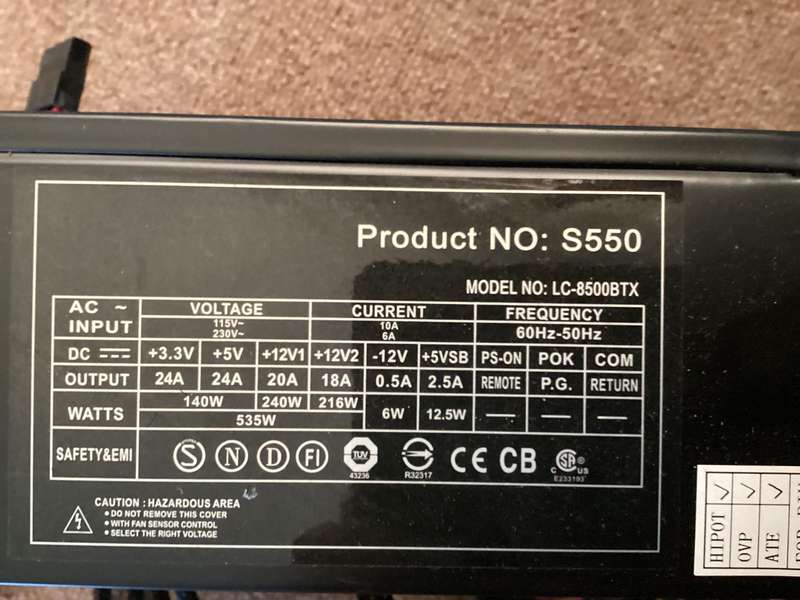 Product NO: S550
MODEL NO: LC-8500BTX
AC ~ INPUT VOLTAGE CURRENT FREQUENCY
115V~ 10A 60Hz-50Hz
230V~ 6A
DC +3.3V +5V +12V1 +12V2 -12V +5VSB PS-ON POK COM
OUTPUT 24A 24A 20A 18A 0.5A 2.5A REMOTE P.G. RETURN
WATTS 140W 240W 216W 6W 12.5W
535W
SAFETY&EMI S N D FI TUV 43236 R32317 CE CB C SA® US E233193
CAUTION : HAZARDOUS AREA
• DO NOT REMOVE THIS COVER
• WITH FAN SENSOR CONTROL
• SELECT THE RIGHT VOLTAGE
HIPOT ✓
OVP ✓
ATE ✓